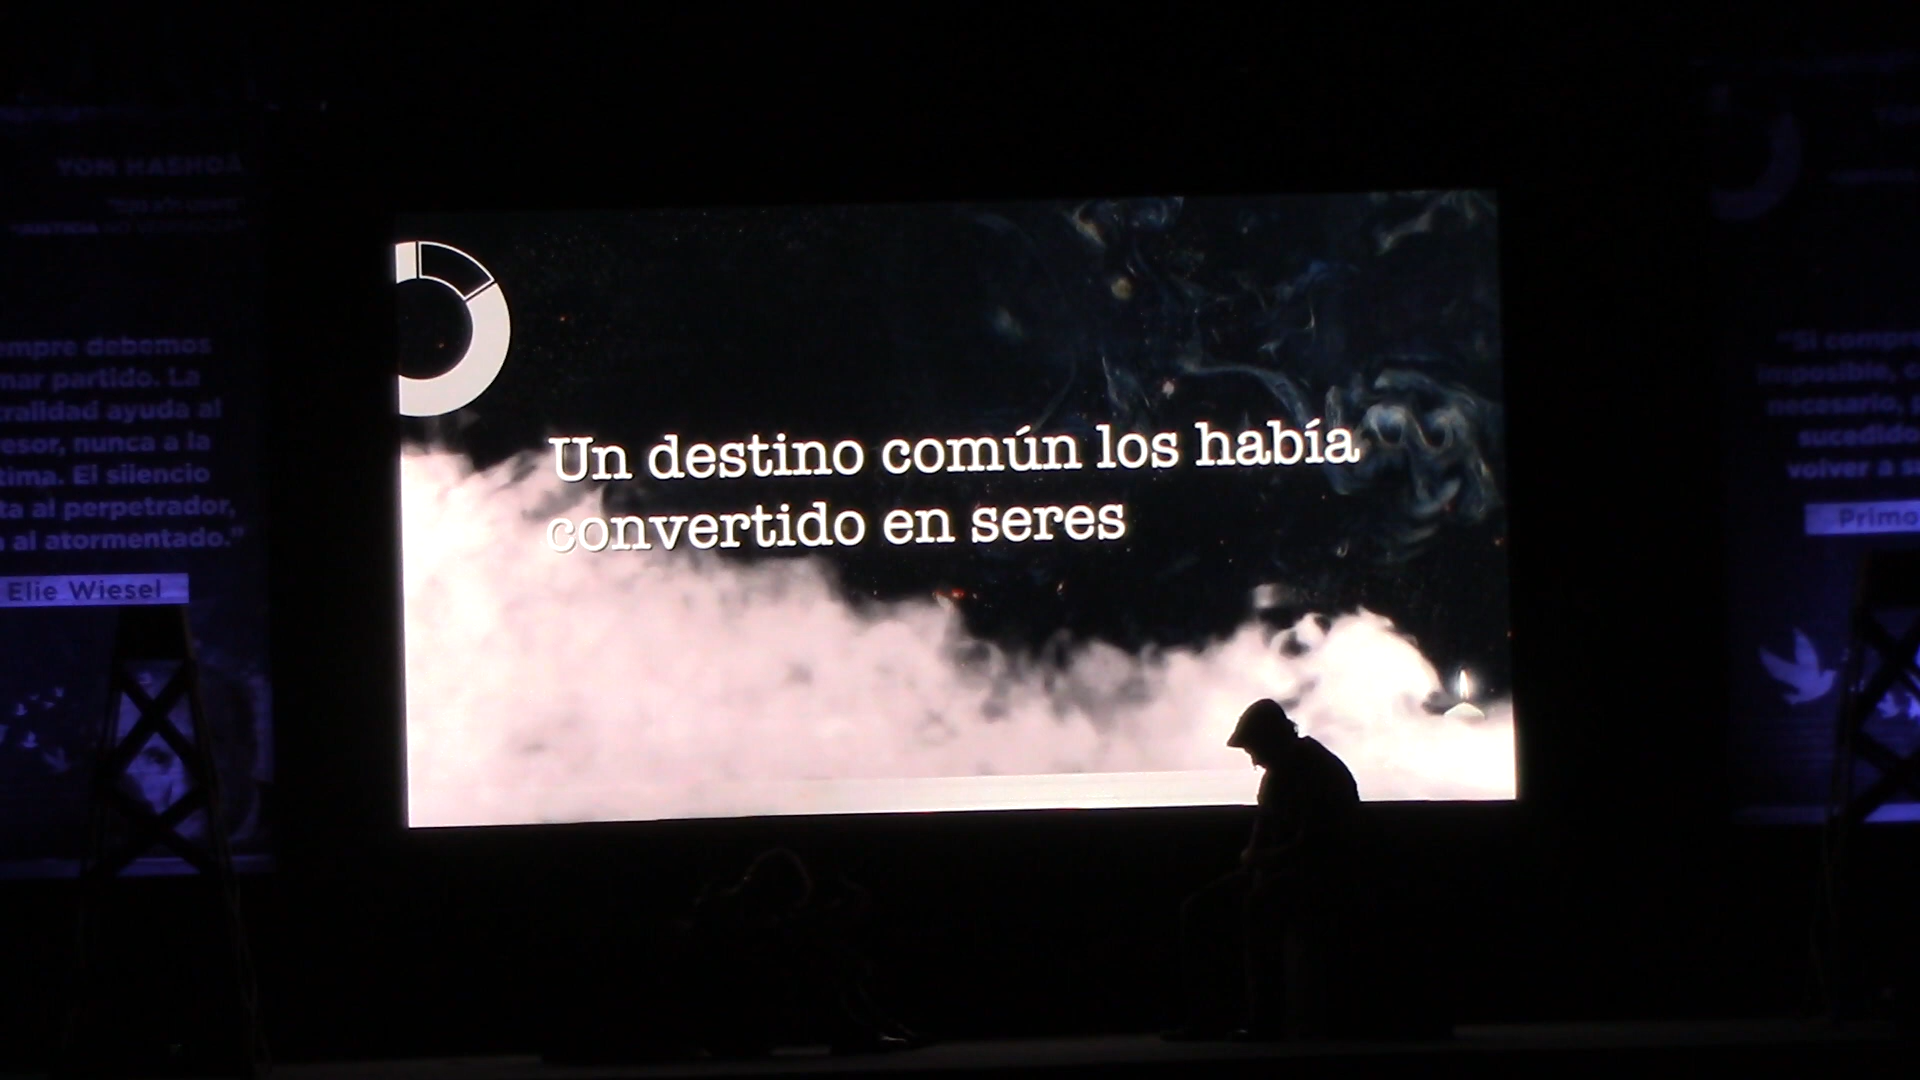 YOM HASHOÁ
empre debemos
mar partido. La
tralidad ayuda al
esor, nunca a la
tima. El silencio
ta al perpetrador,
a al atormentado.”
Elie Wiesel
Un destino común los había
convertido en seres
“Si compre
imposible, c
necesario,
sucedido
volver a s
Primo